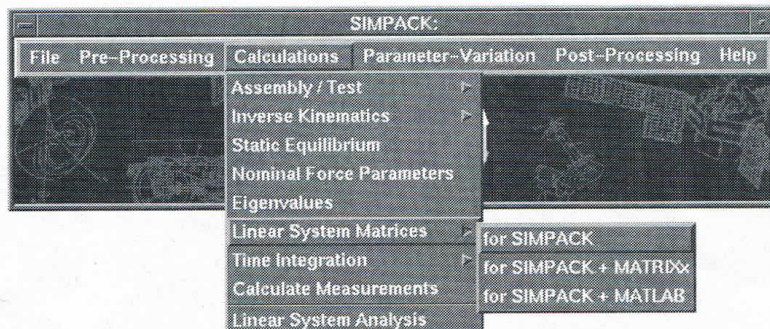 SIMPACK:
File Pre-Processing Calculations Parameter-Variation Post-Processing Help
Assembly / Test
Inverse Kinematics
Static Equilibrium
Nominal Force Parameters
Eigenvalues
Linear System Matrices
for SIMPACK
for SIMPACK + MATRIXx
for SIMPACK + MATLAB
Time Integration
Calculate Measurements
Linear System Analysis